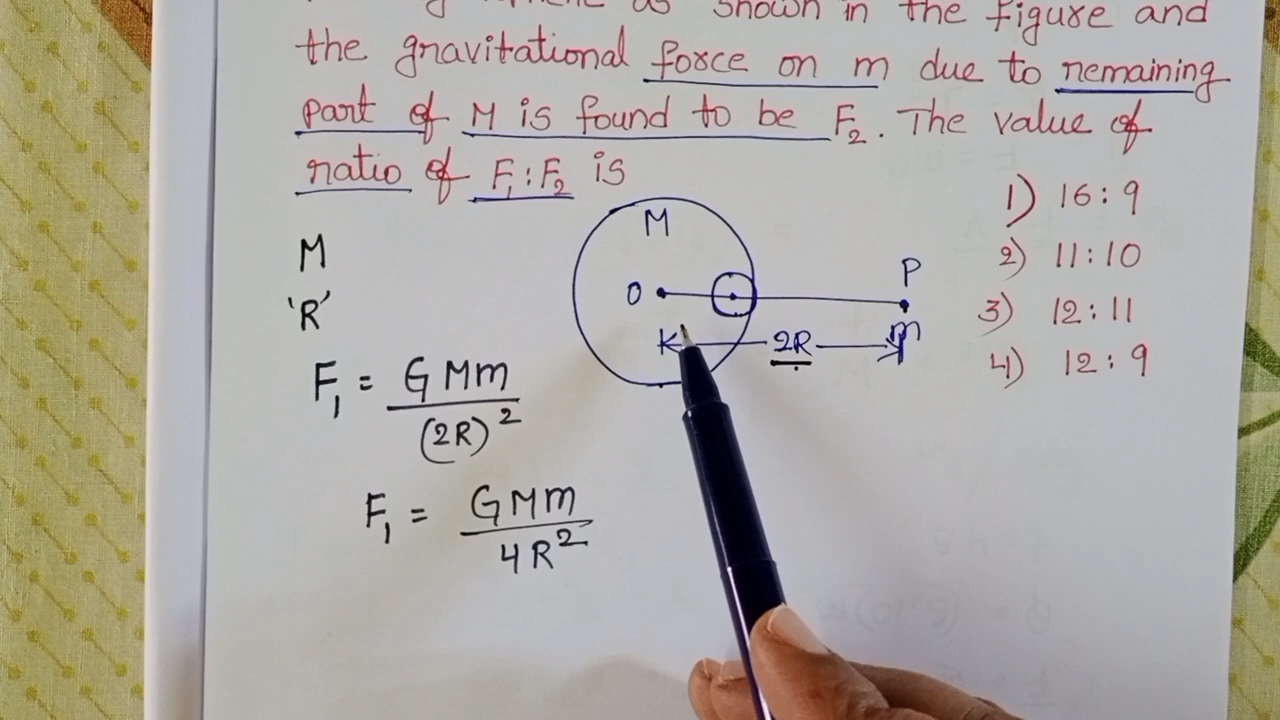 shown in the figure and
the gravitational force on m due to remaining
part of M is found to be F₂. The value of
ratio of F₁ : F₂ is
1) 16 : 9
2) 11 : 10
3) 12 : 11
4) 12 : 9
M
O
P
m
K 2R
M
'R'
F₁ = GMm / (2R)²
F₁ = GMm / 4R²